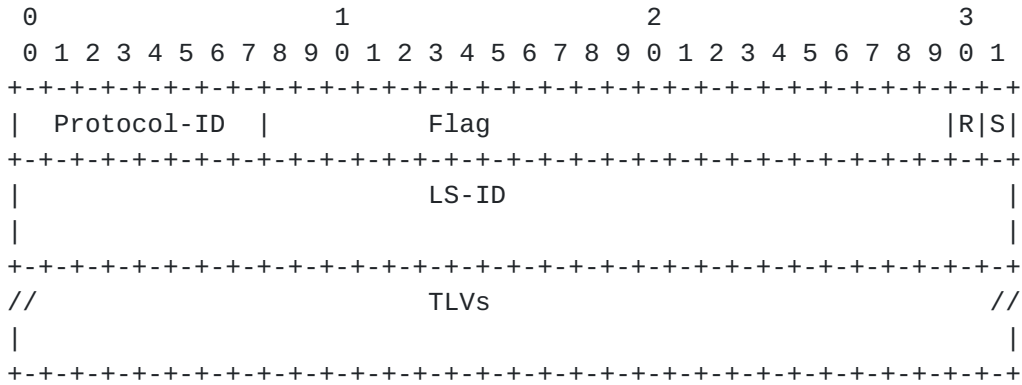 0                   1                   2                   3
 0 1 2 3 4 5 6 7 8 9 0 1 2 3 4 5 6 7 8 9 0 1 2 3 4 5 6 7 8 9 0 1
+-+-+-+-+-+-+-+-+-+-+-+-+-+-+-+-+-+-+-+-+-+-+-+-+-+-+-+-+-+-+-+-+
|  Protocol-ID  |          Flag                             |R|S|
+-+-+-+-+-+-+-+-+-+-+-+-+-+-+-+-+-+-+-+-+-+-+-+-+-+-+-+-+-+-+-+-+
|                          LS-ID                                |
|                                                               |
+-+-+-+-+-+-+-+-+-+-+-+-+-+-+-+-+-+-+-+-+-+-+-+-+-+-+-+-+-+-+-+-+
//                         TLVs                                //
|                                                               |
+-+-+-+-+-+-+-+-+-+-+-+-+-+-+-+-+-+-+-+-+-+-+-+-+-+-+-+-+-+-+-+-+